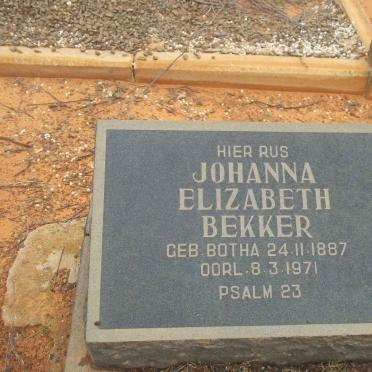 HIER RUS
JOHANNA
ELIZABETH
BEKKER
GEB. BOTHA 24.11.1887
OORL. 8.3.1971
PSALM 23